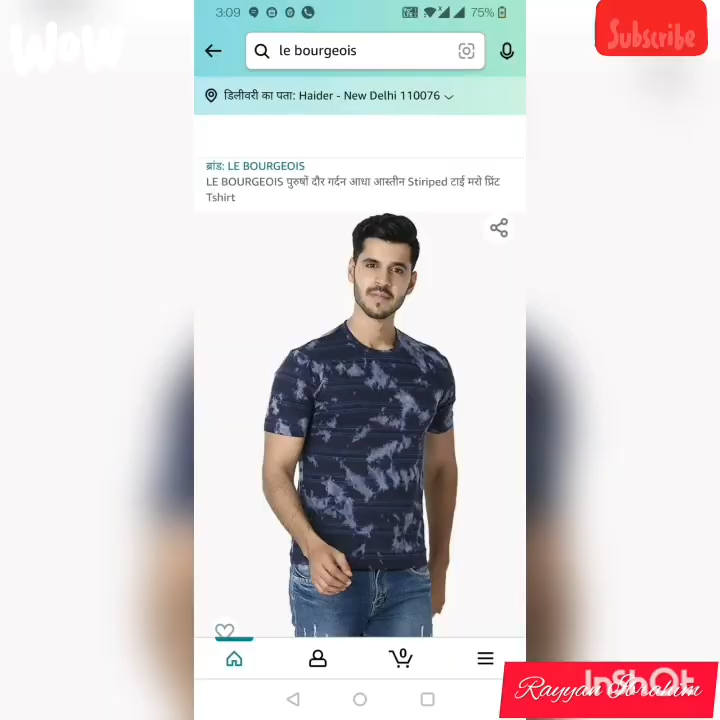 WOW
Subscribe
3:09
75%
le bourgeois
डिलीवरी का पता: Haider - New Delhi 110076
ब्रांड: LE BOURGEOIS
LE BOURGEOIS पुरुषों दौर गर्दन आधा आस्तीन Stiriped टाई मरो प्रिंट
Tshirt
0
InShOt
Rayyan Ibrahim